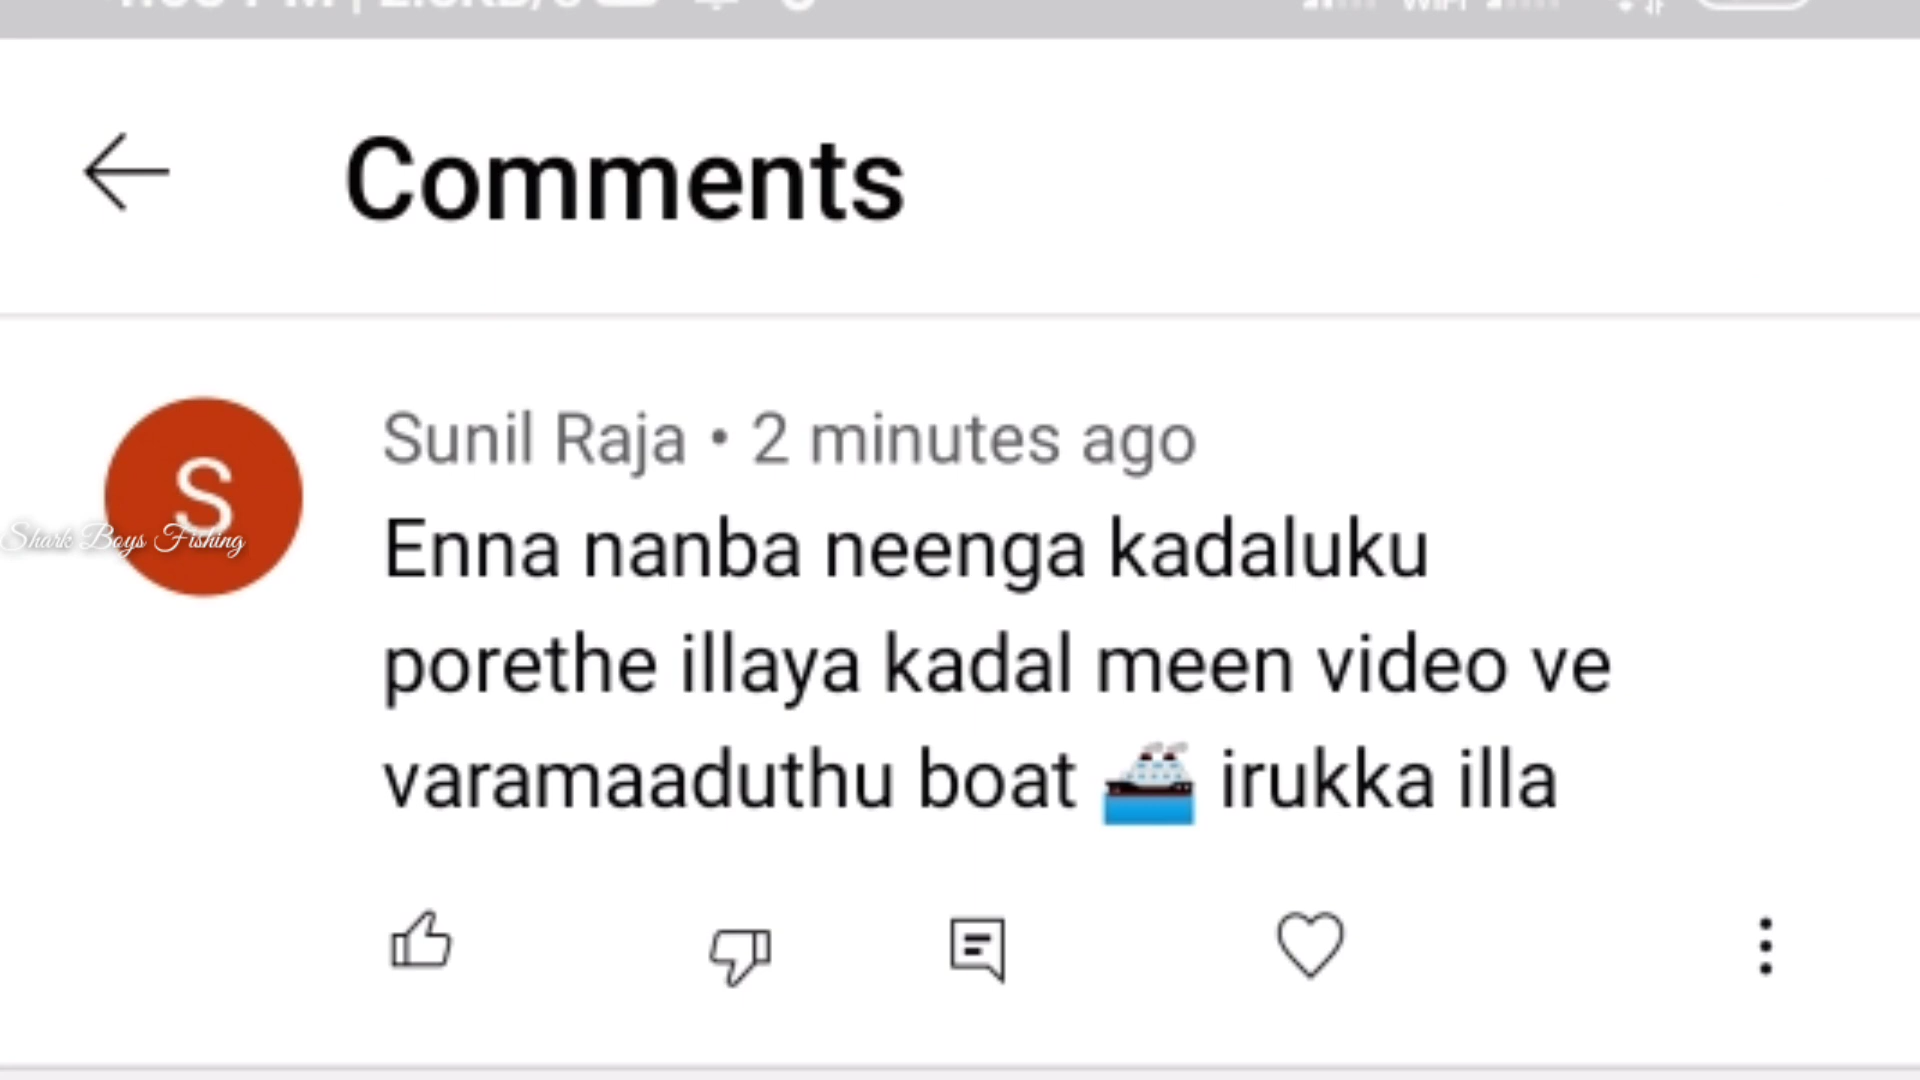 Comments
Sunil Raja • 2 minutes ago
S
Shark Boys Fishing
Enna nanba neenga kadaluku
porethe illaya kadal meen video ve
varamaaduthu boat 🛳️ irukka illa